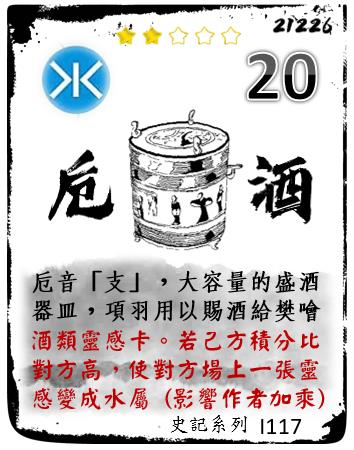 21226
20
卮 酒
卮音「支」，大容量的盛酒
器皿，項羽用以賜酒給樊噲
酒類靈感卡。若己方積分比
對方高，使對方場上一張靈
感變成水屬（影響作者加乘）
史記系列 I117